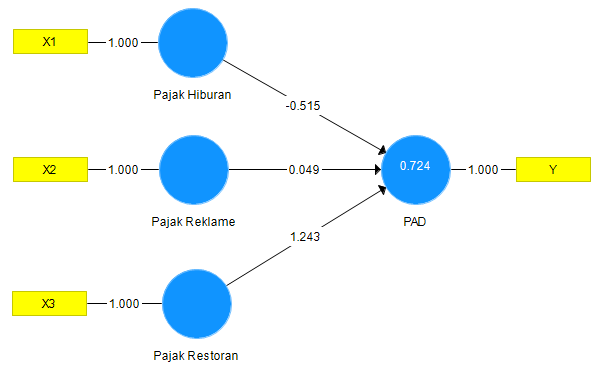 X1
1.000
Pajak Hiburan
-0.515
X2
1.000
Pajak Reklame
0.049
0.724
PAD
1.000
Y
1.243
X3
1.000
Pajak Restoran